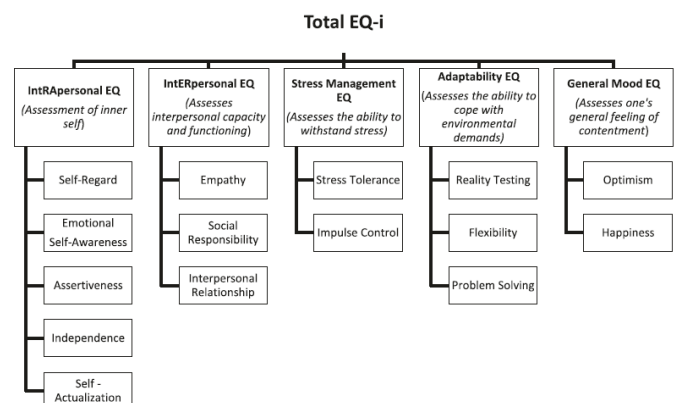 Total EQ-i
IntRApersonal EQ
(Assessment of inner
self)
Self-Regard
Emotional
Self-Awareness
Assertiveness
Independence
Self -
Actualization
IntERpersonal EQ
(Assesses
interpersonal capacity
and functioning)
Empathy
Social
Responsibility
Interpersonal
Relationship
Stress Management
EQ
(Assesses the ability to
withstand stress)
Stress Tolerance
Impulse Control
Adaptability EQ
(Assesses the ability to
cope with
environmental
demands)
Reality Testing
Flexibility
Problem Solving
General Mood EQ
(Assesses one's
general feeling of
contentment)
Optimism
Happiness